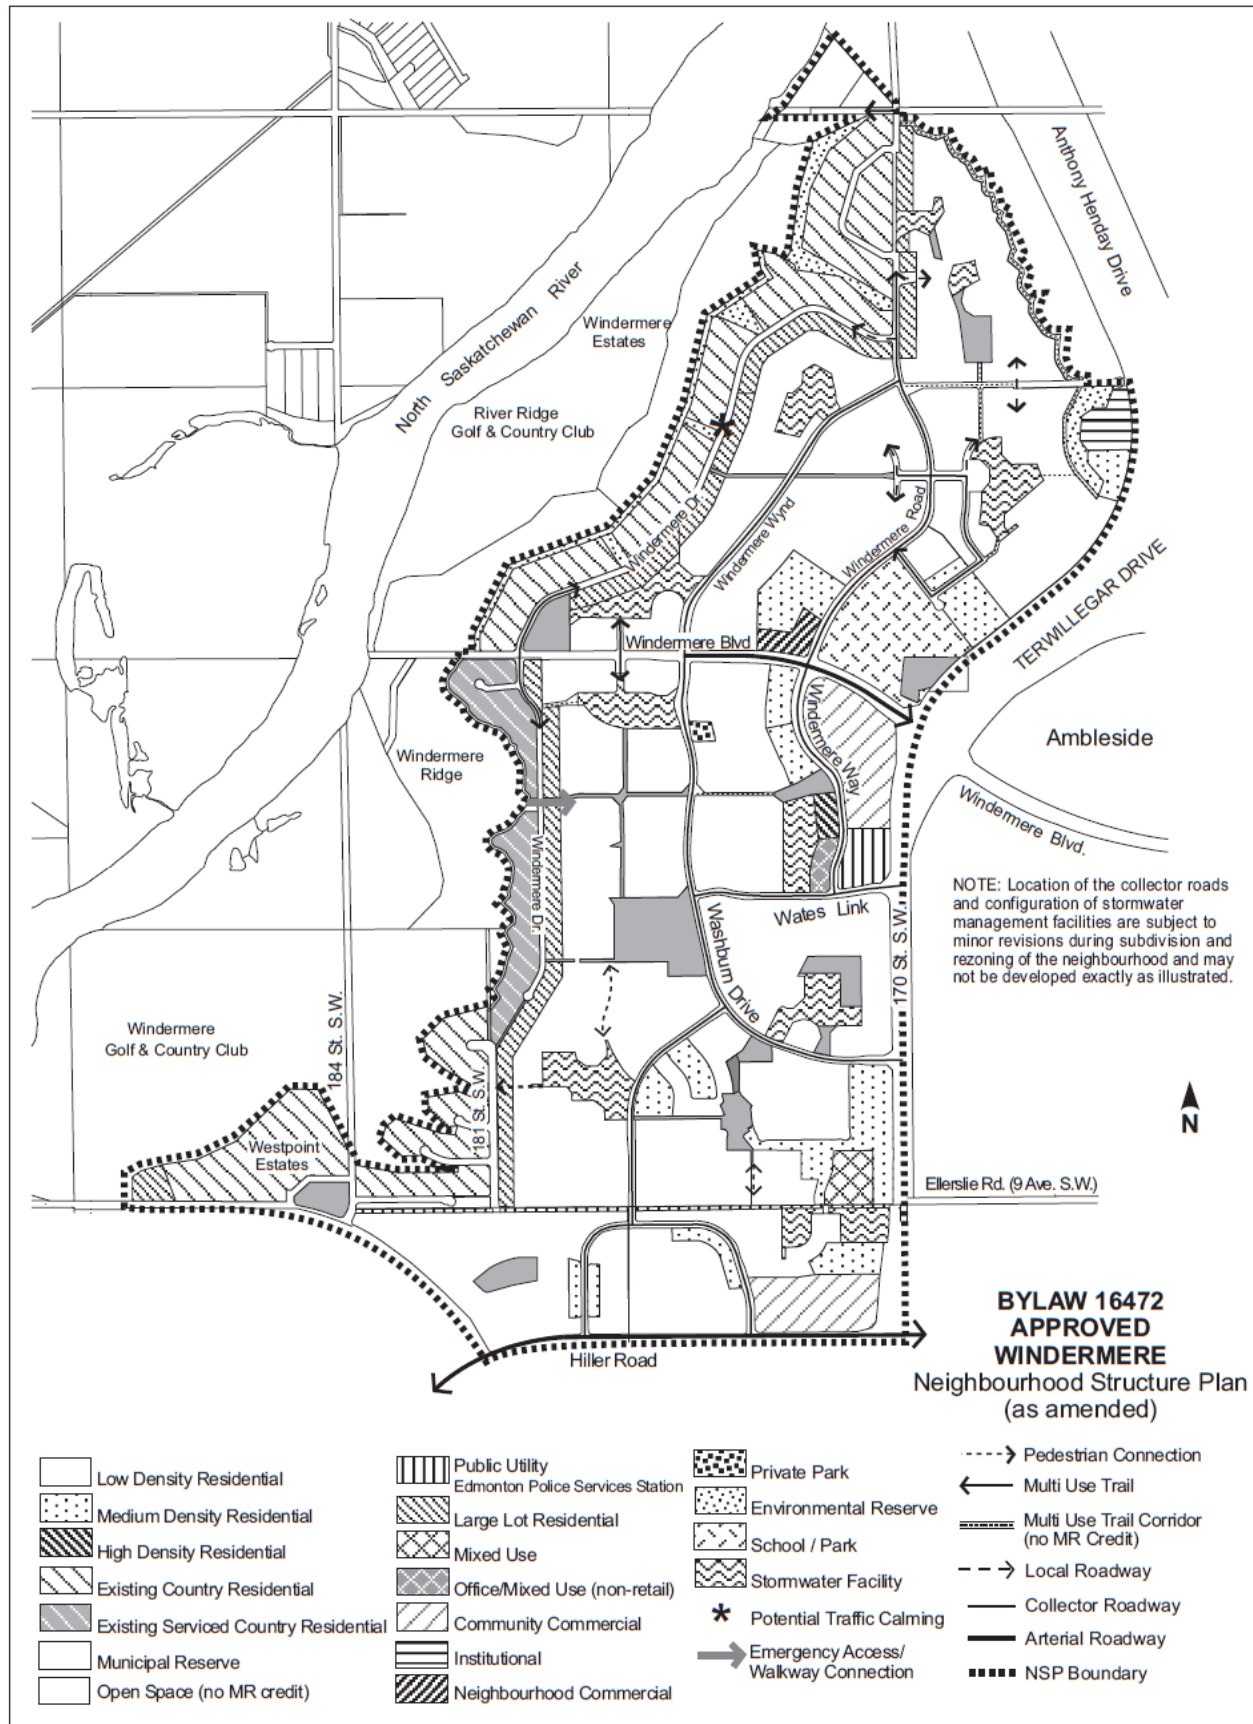 Anthony Henday Drive
North Saskatchewan River
Windermere
Estates
River Ridge
Golf & Country Club
Windermere Dr.
Windermere Wynd
Windermere Road
TERWILLEGAR DRIVE
Windermere Blvd
Windermere Way
Ambleside
Windermere
Ridge
Windermere Blvd.
Windermere Dr.
NOTE: Location of the collector roads
and configuration of stormwater
management facilities are subject to
minor revisions during subdivision and
rezoning of the neighbourhood and may
not be developed exactly as illustrated.
Wates Link
Washburn Drive
170 St. S.W.
Windermere
Golf & Country Club
184 St. S.W.
181 St. S.W.
N
Westpoint
Estates
Ellerslie Rd. (9 Ave. S.W.)
Hiller Road
BYLAW 16472
APPROVED
WINDERMERE
Neighbourhood Structure Plan
(as amended)
Low Density Residential
Medium Density Residential
High Density Residential
Existing Country Residential
Existing Serviced Country Residential
Municipal Reserve
Open Space (no MR credit)
Public Utility
Edmonton Police Services Station
Large Lot Residential
Mixed Use
Office/Mixed Use (non-retail)
Community Commercial
Institutional
Neighbourhood Commercial
Private Park
Environmental Reserve
School / Park
Stormwater Facility
Potential Traffic Calming
Emergency Access/
Walkway Connection
Pedestrian Connection
Multi Use Trail
Multi Use Trail Corridor
(no MR Credit)
Local Roadway
Collector Roadway
Arterial Roadway
NSP Boundary